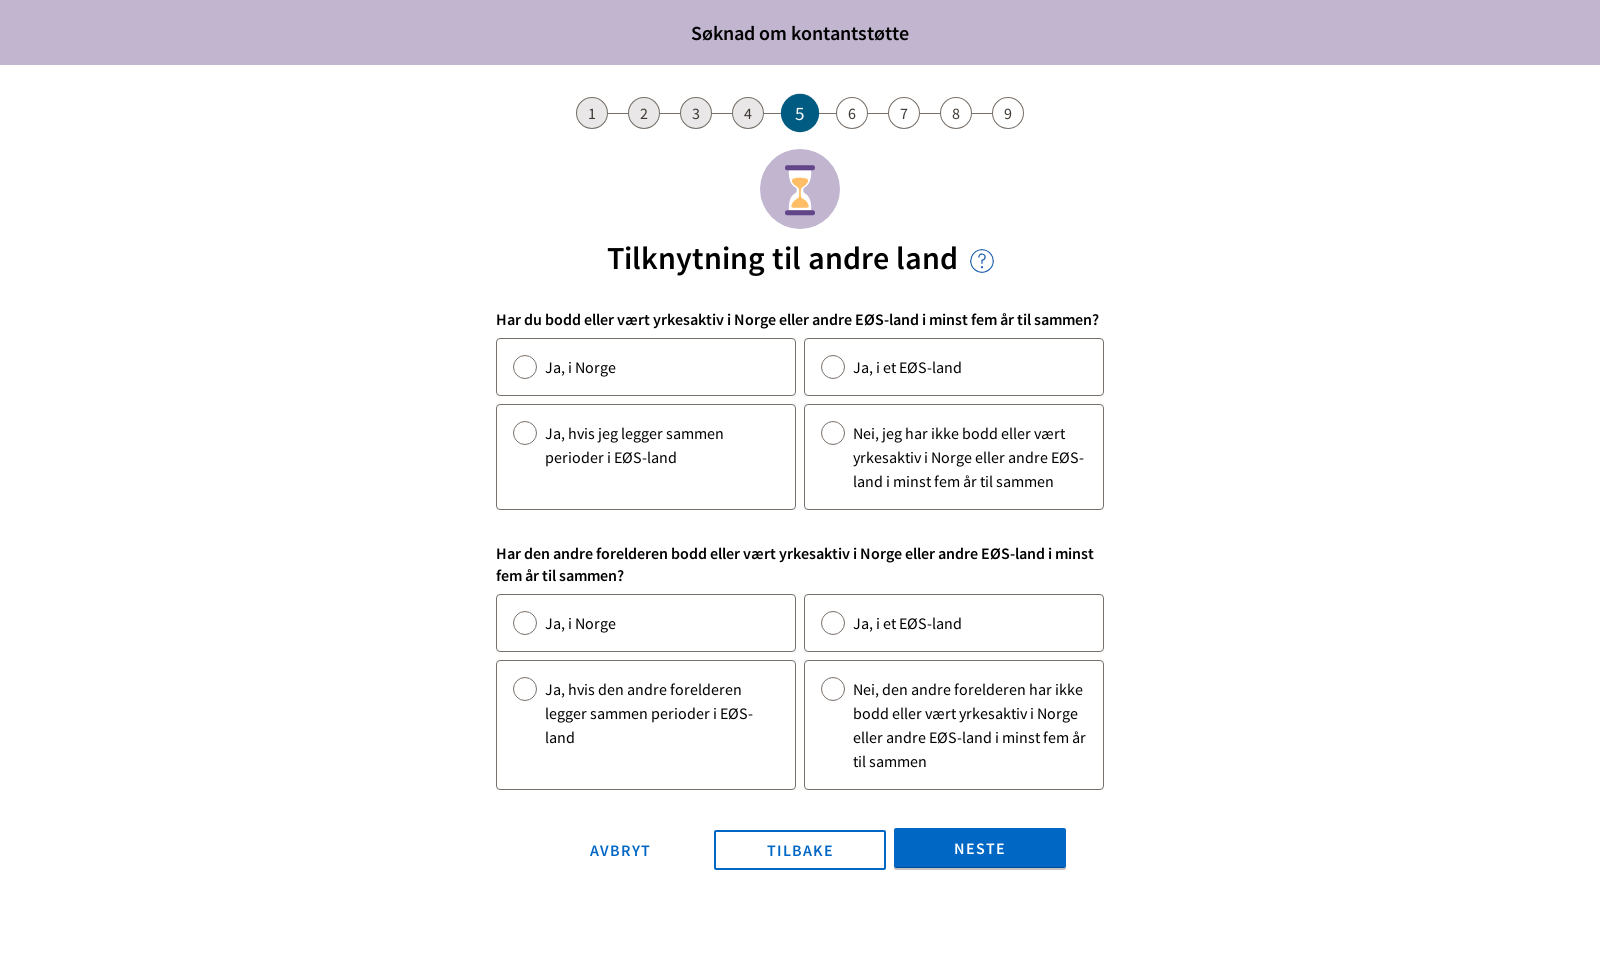 Søknad om kontantstøtte
1 2 3 4 5 6 7 8 9
Tilknytning til andre land ?
Har du bodd eller vært yrkesaktiv i Norge eller andre EØS-land i minst fem år til sammen?
Ja, i Norge
Ja, i et EØS-land
Ja, hvis jeg legger sammen
perioder i EØS-land
Nei, jeg har ikke bodd eller vært
yrkesaktiv i Norge eller andre EØS-
land i minst fem år til sammen
Har den andre forelderen bodd eller vært yrkesaktiv i Norge eller andre EØS-land i minst
fem år til sammen?
Ja, i Norge
Ja, i et EØS-land
Ja, hvis den andre forelderen
legger sammen perioder i EØS-
land
Nei, den andre forelderen har ikke
bodd eller vært yrkesaktiv i Norge
eller andre EØS-land i minst fem år
til sammen
AVBRYT
TILBAKE
NESTE